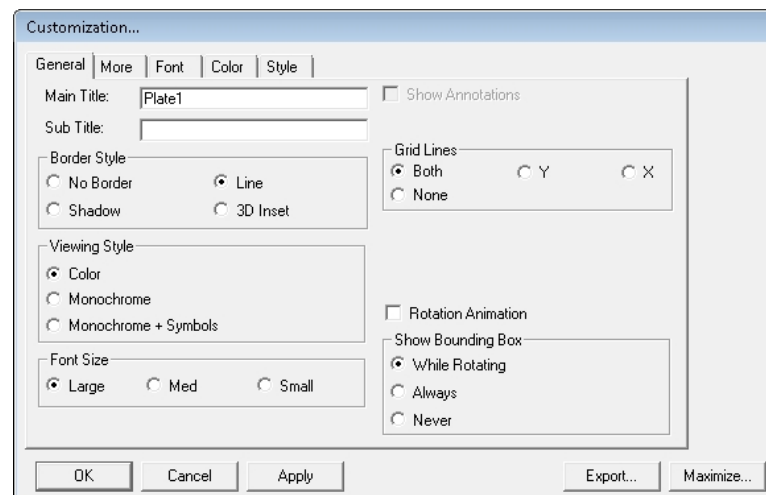 Customization...
General More Font Color Style
Main Title: Plate1
Show Annotations
Sub Title:
Border Style
No Border Line
Shadow 3D Inset
Grid Lines
Both Y X
None
Viewing Style
Color
Monochrome
Monochrome + Symbols
Rotation Animation
Font Size
Large Med Small
Show Bounding Box
While Rotating
Always
Never
OK Cancel Apply Export... Maximize...